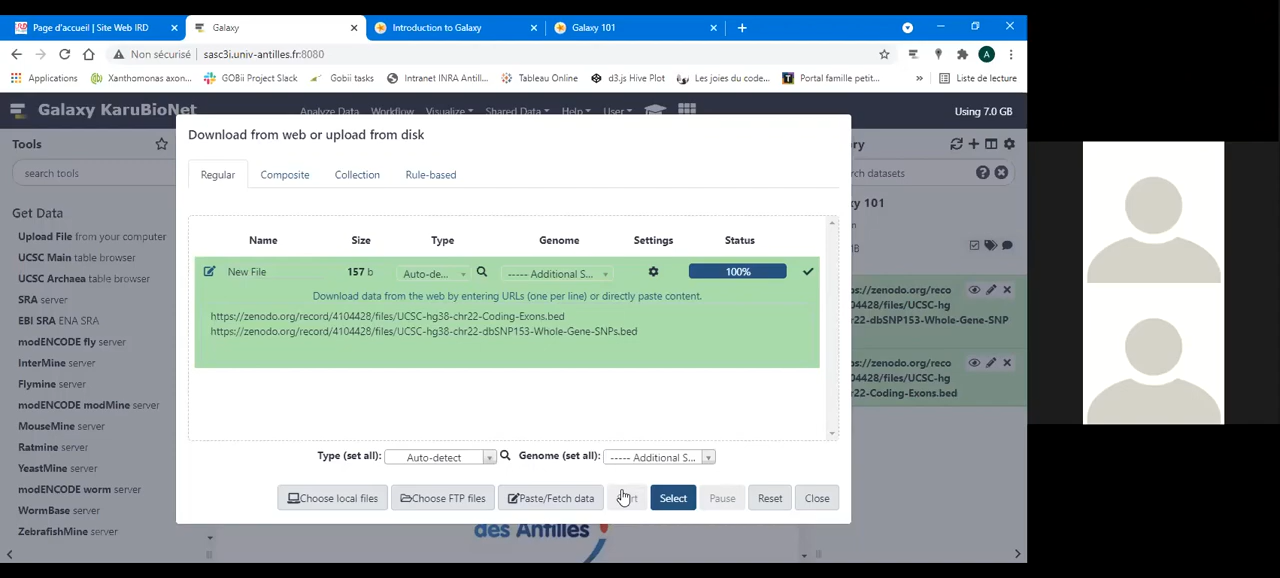 Page d'accueil | Site Web IRD
Galaxy
Introduction to Galaxy
Galaxy 101
Non sécurisé
sasc3i.univ-antilles.fr:8080
A
Applications
Xanthomonas axon...
GOBii Project Slack
Gobii tasks
Intranet INRA Antill...
Tableau Online
d3.js Hive Plot
Les joies du code...
Portal famille petit...
»
Liste de lecture
Galaxy KaruBioNet
Analyze Data
Workflow
Visualize
Shared Data
Help
User
Using 7.0 GB
Tools
search tools
Get Data
Upload File from your computer
UCSC Main table browser
UCSC Archaea table browser
SRA server
EBI SRA ENA SRA
modENCODE fly server
InterMine server
Flymine server
modENCODE modMine server
MouseMine server
Ratmine server
YeastMine server
modENCODE worm server
WormBase server
ZebrafishMine server
Download from web or upload from disk
Regular
Composite
Collection
Rule-based
Name
Size
Type
Genome
Settings
Status
New File
157 b
Auto-de...
----- Additional S...
100%
Download data from the web by entering URLs (one per line) or directly paste content.
https://zenodo.org/record/4104428/files/UCSC-hg38-chr22-Coding-Exons.bed
https://zenodo.org/record/4104428/files/UCSC-hg38-chr22-dbSNP153-Whole-Gene-SNPs.bed
Type (set all):
Auto-detect
Genome (set all):
----- Additional S...
Choose local files
Choose FTP files
Paste/Fetch data
Select
Pause
Reset
Close
ory
ch datasets
xy 101
B
ps://zenodo.org/reco
4104428/files/UCSC-hg
r22-dbSNP153-Whole-Gene-SNP
ps://zenodo.org/reco
4104428/files/UCSC-hg
r22-Coding-Exons.bed
des Antilles